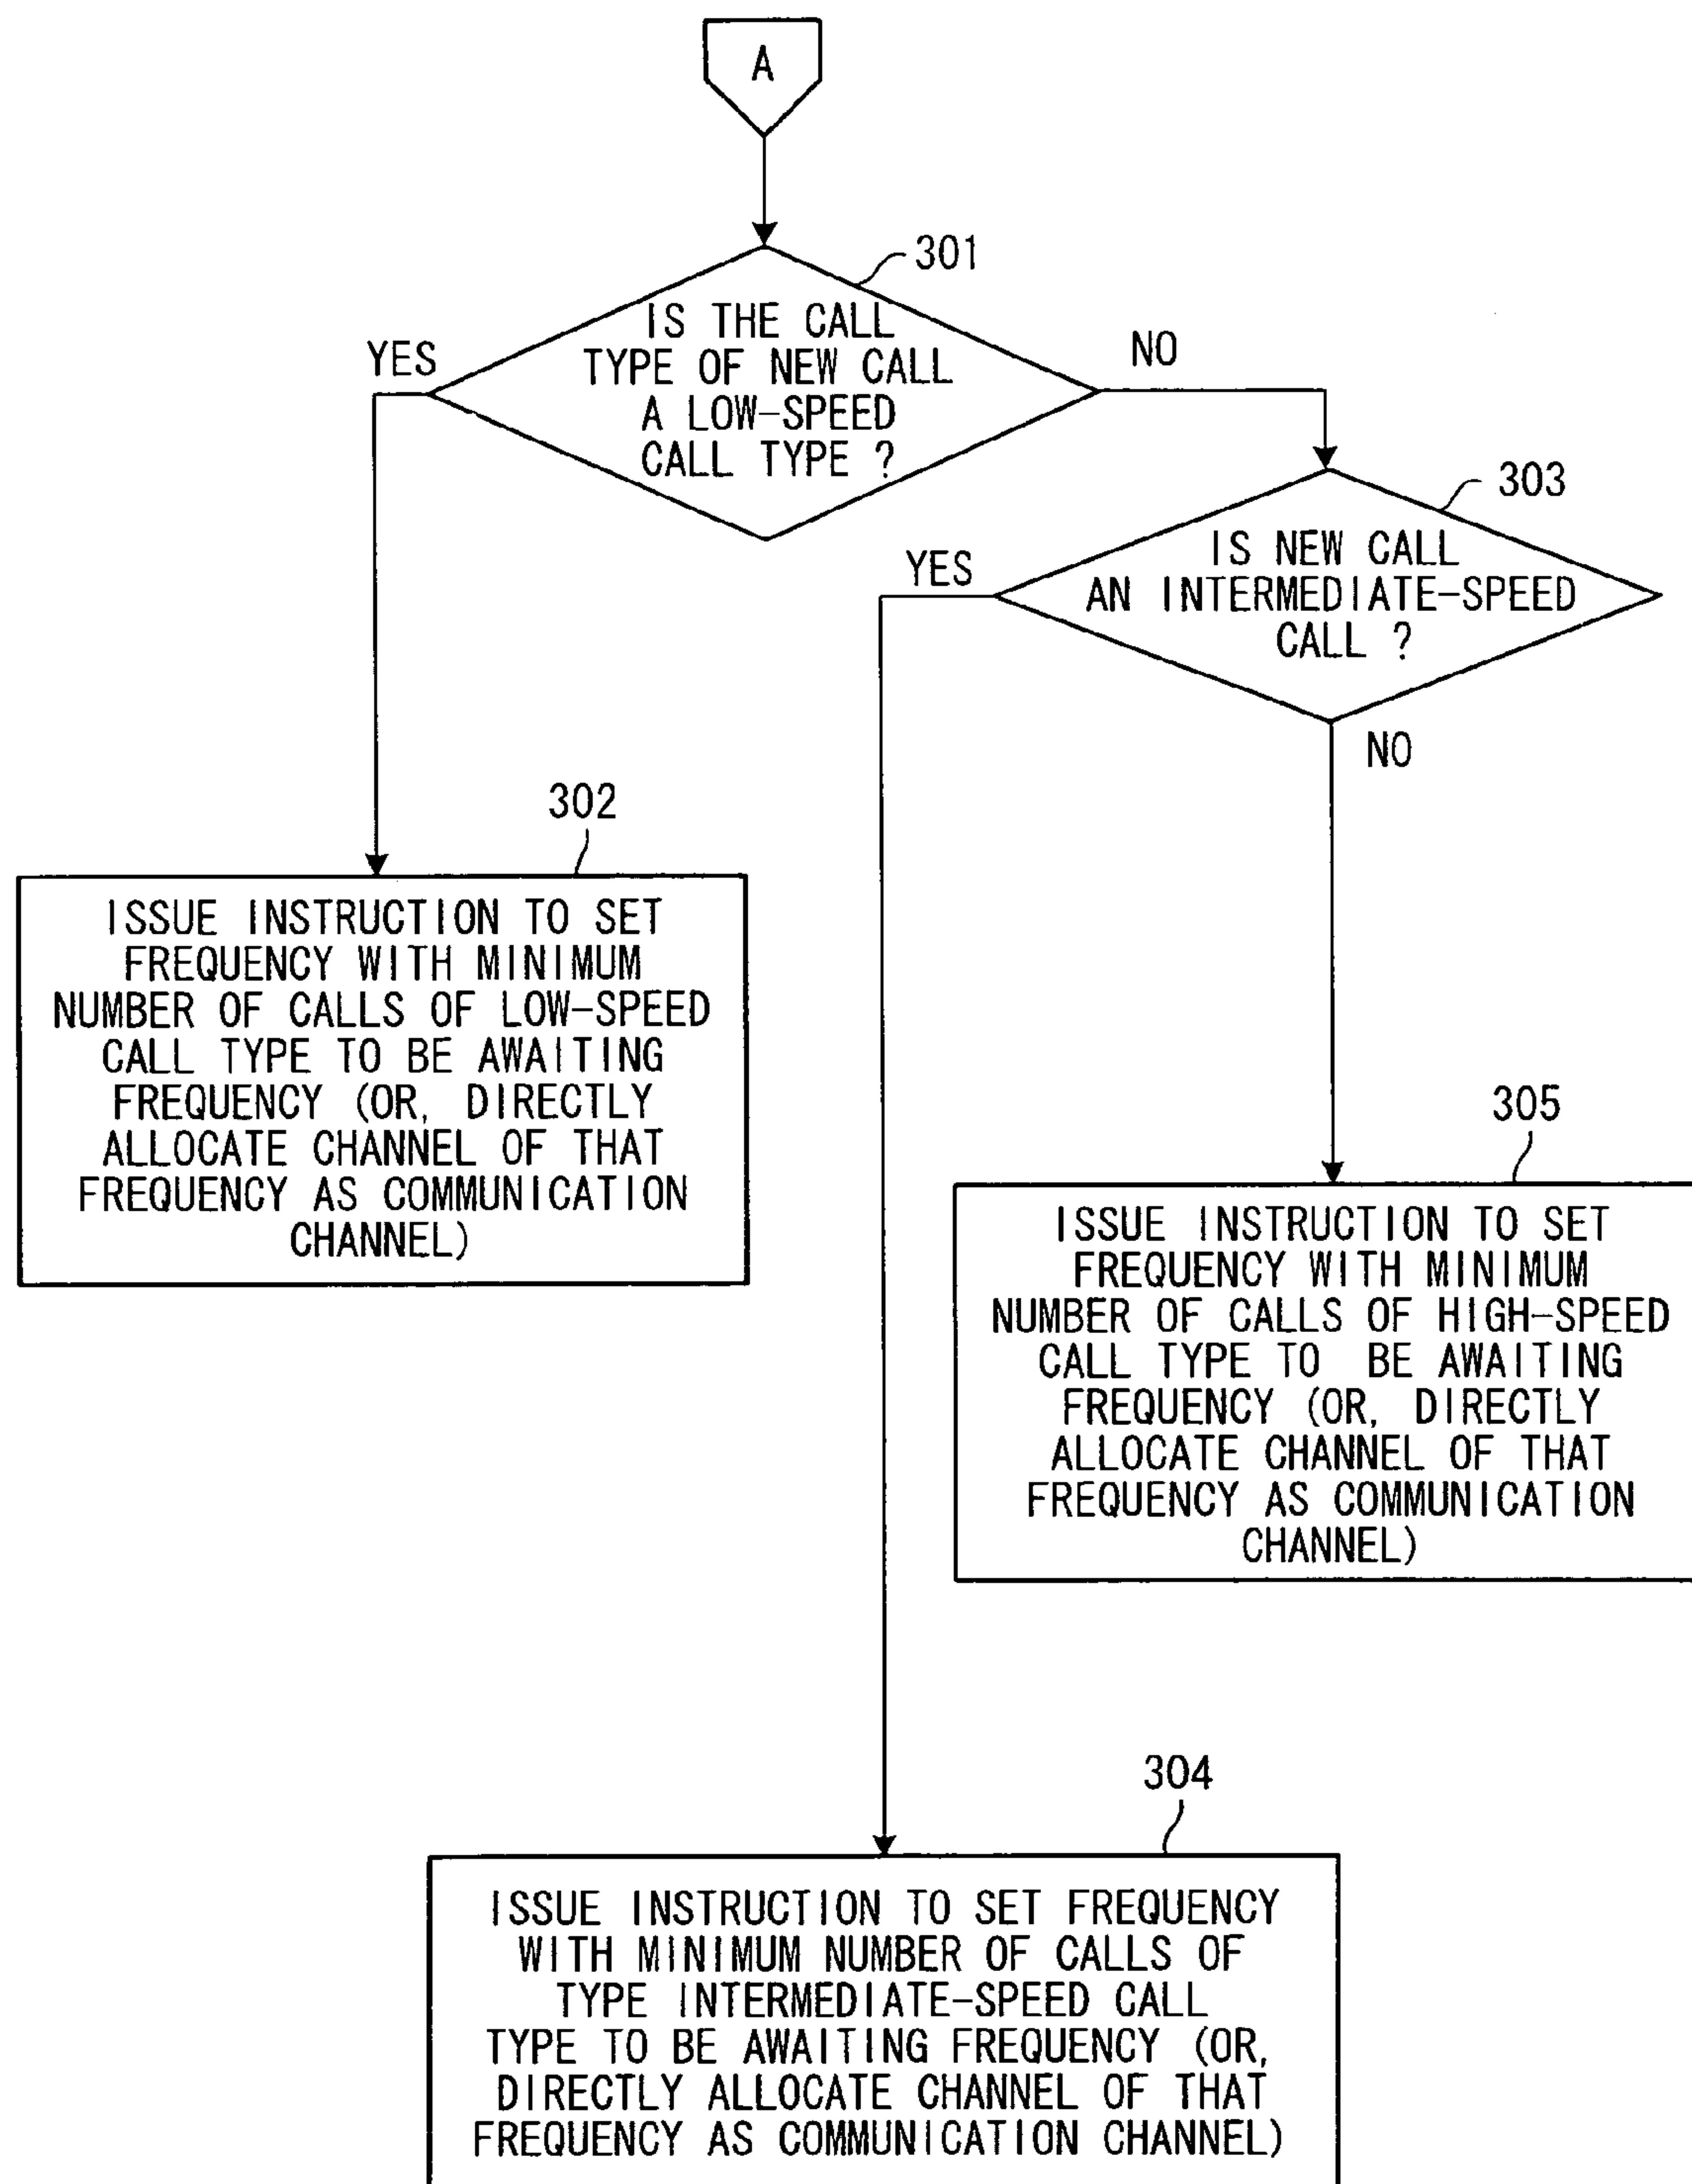 A
301
IS THE CALL
TYPE OF NEW CALL
A LOW-SPEED
CALL TYPE ?
YES
NO
303
IS NEW CALL
AN INTERMEDIATE-SPEED
CALL ?
YES
NO
302
ISSUE INSTRUCTION TO SET
FREQUENCY WITH MINIMUM
NUMBER OF CALLS OF LOW-SPEED
CALL TYPE TO BE AWAITING
FREQUENCY (OR, DIRECTLY
ALLOCATE CHANNEL OF THAT
FREQUENCY AS COMMUNICATION
CHANNEL)
305
ISSUE INSTRUCTION TO SET
FREQUENCY WITH MINIMUM
NUMBER OF CALLS OF HIGH-SPEED
CALL TYPE TO BE AWAITING
FREQUENCY (OR, DIRECTLY
ALLOCATE CHANNEL OF THAT
FREQUENCY AS COMMUNICATION
CHANNEL)
304
ISSUE INSTRUCTION TO SET FREQUENCY
WITH MINIMUM NUMBER OF CALLS OF
TYPE INTERMEDIATE-SPEED CALL
TYPE TO BE AWAITING FREQUENCY (OR,
DIRECTLY ALLOCATE CHANNEL OF THAT
FREQUENCY AS COMMUNICATION CHANNEL)